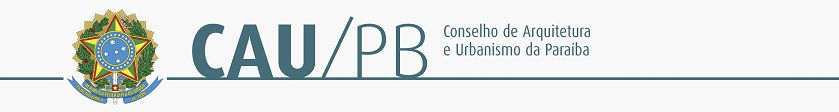 CAU/PB
Conselho de Arquitetura
e Urbanismo da Paraíba